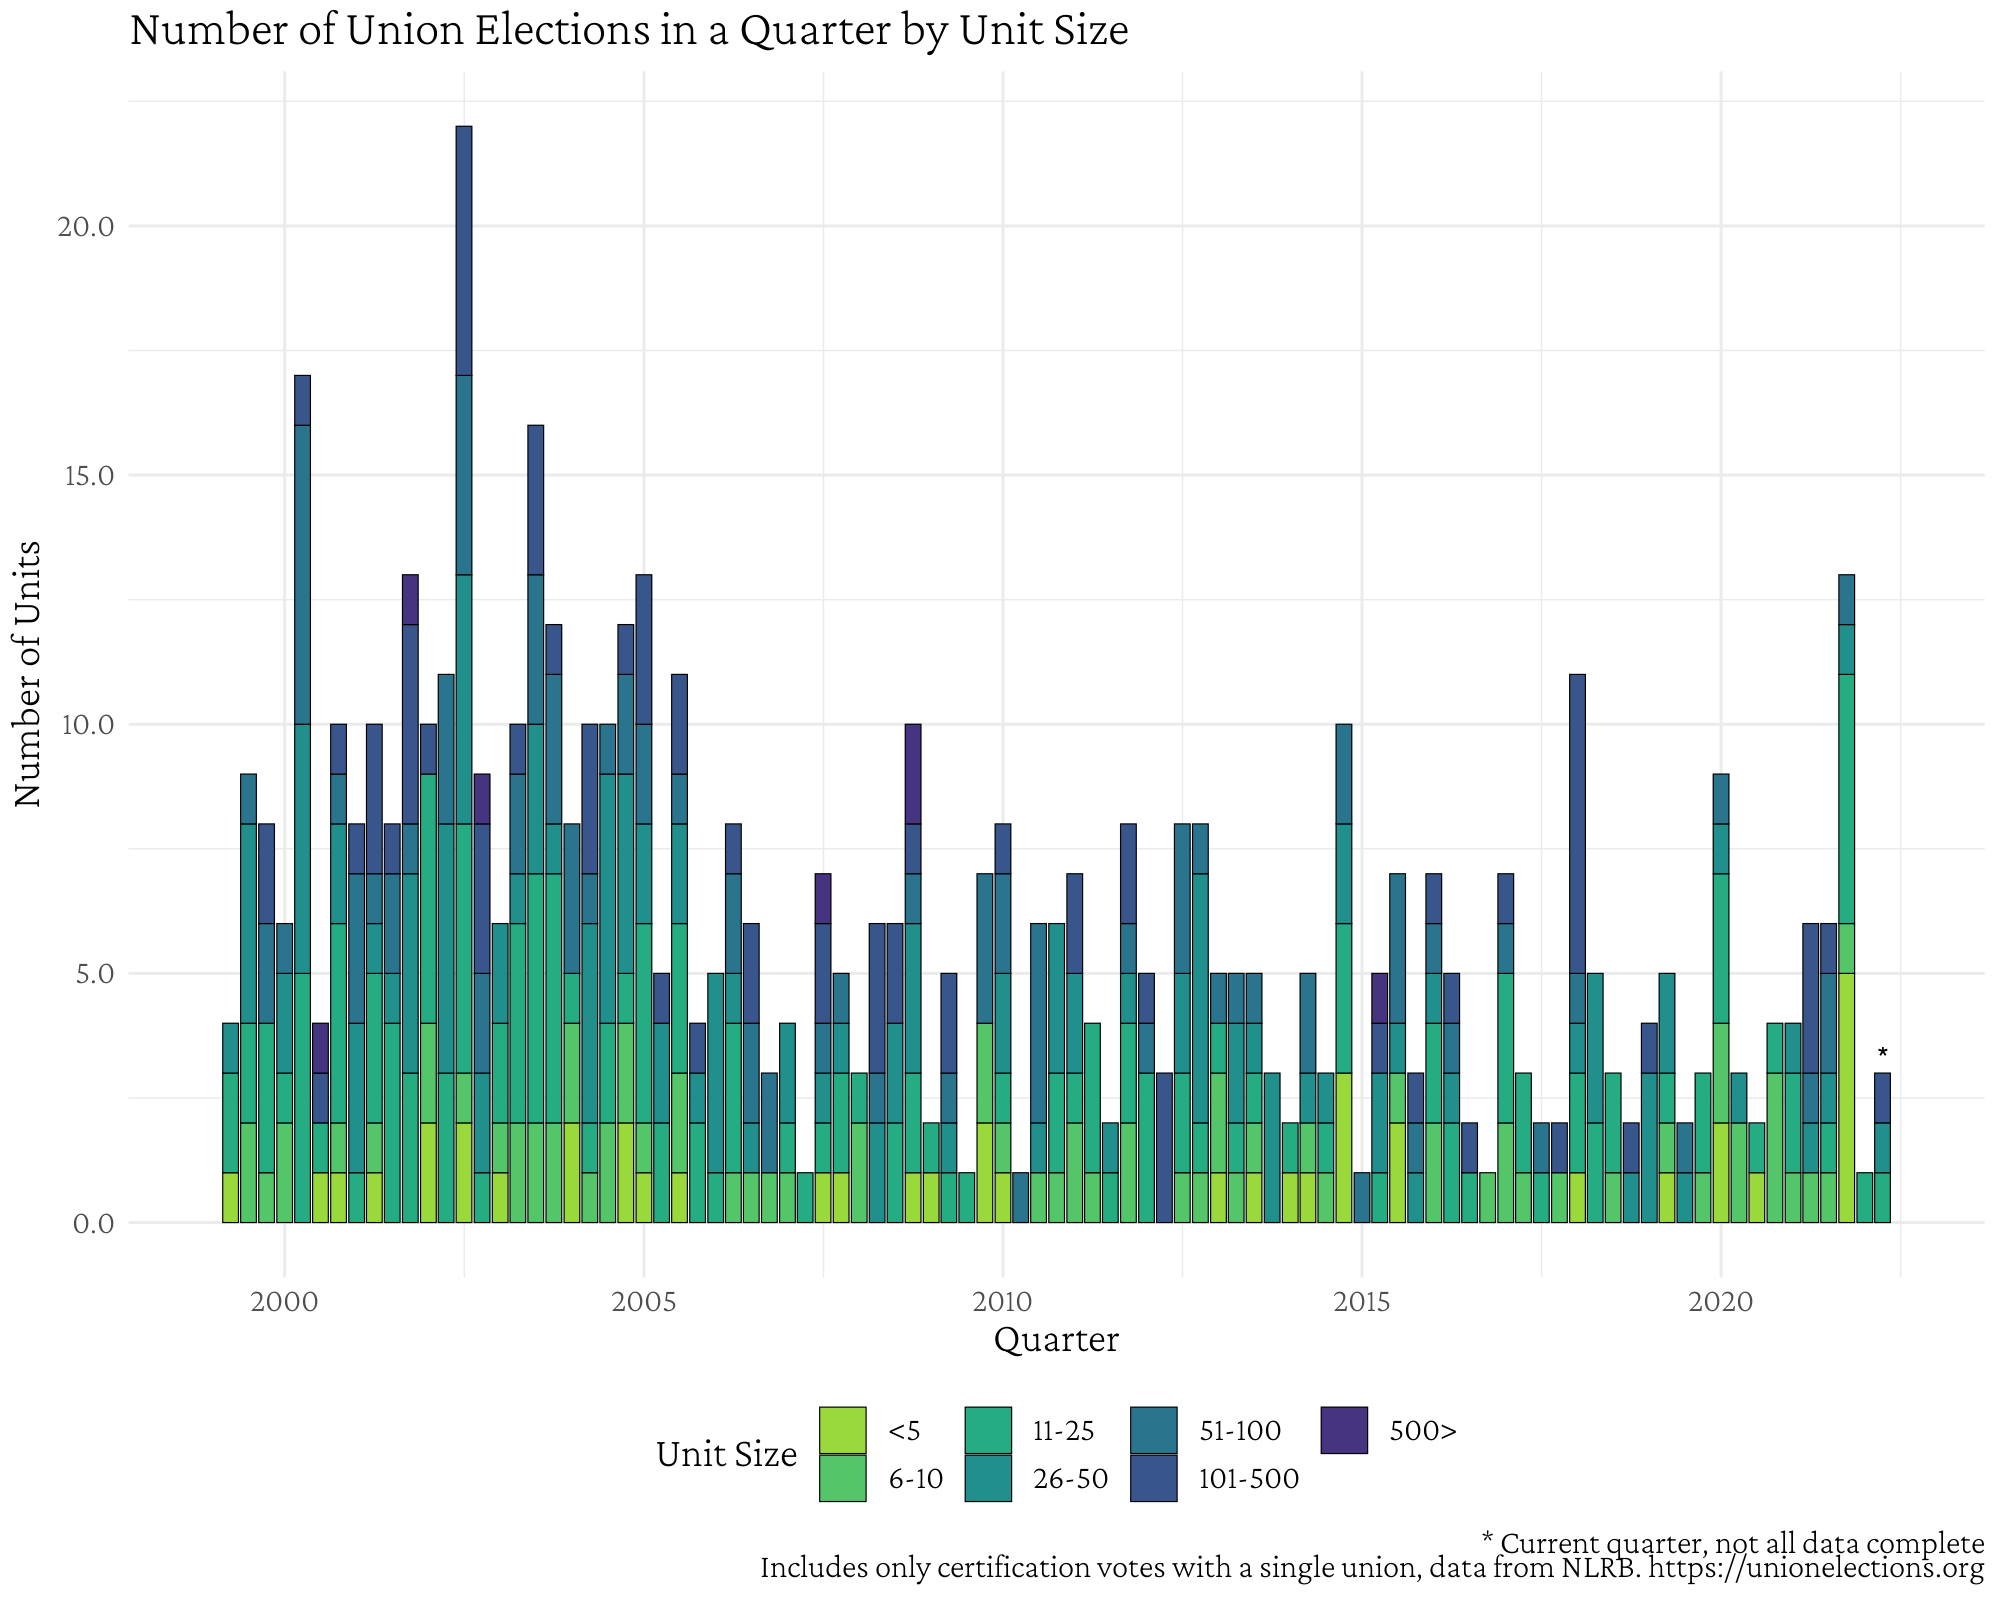 Number of Union Elections in a Quarter by Unit Size
Number of Units
20.0
15.0
10.0
5.0
0.0
2000 2005 2010 2015 2020
*
Quarter
Unit Size
<5 11-25 51-100 500>
6-10 26-50 101-500
* Current quarter, not all data complete
Includes only certification votes with a single union, data from NLRB. https://unionelections.org